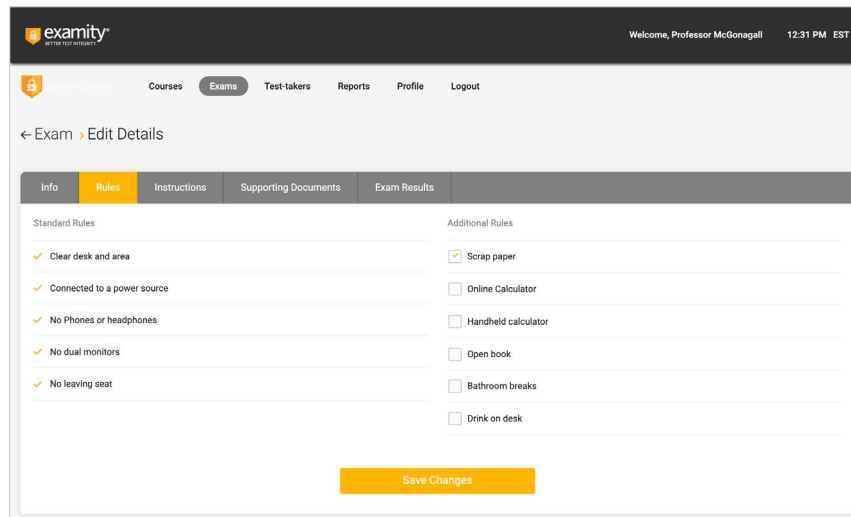 examity®
BETTER TEST INTEGRITY™
Welcome, Professor McGonagall 12:31 PM EST
Courses Exams Test-takers Reports Profile Logout
←Exam › Edit Details
Info Rules Instructions Supporting Documents Exam Results
Standard Rules
Clear desk and area
Connected to a power source
No Phones or headphones
No dual monitors
No leaving seat
Additional Rules
Scrap paper
Online Calculator
Handheld calculator
Open book
Bathroom breaks
Drink on desk
Save Changes